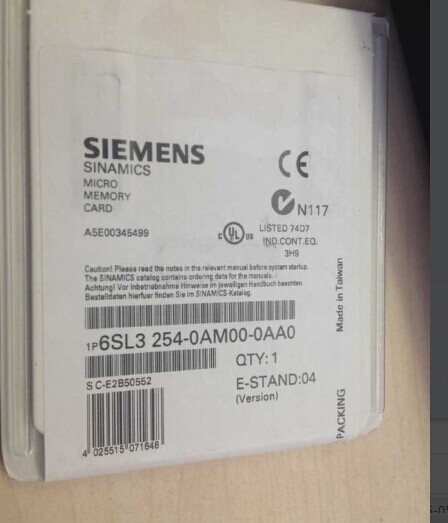 SIEMENS
SINAMICS
MICRO
MEMORY
CARD
A5E00345499
CE
N117
C UL US
LISTED 74D7
IND.CONT.EQ.
3H9
Caution! Please read the notes in the relevant manual before system startup.
The SINAMICS catalog contains ordering data for the manuals.
Achtung! Vor Inbetriebnahme Hinweise im jeweiligen Handbuch beachten.
Bestelldaten hierfuer finden Sie im SINAMICS-Katalog.
1P6SL3 254-0AM00-0AA0
QTY: 1
S C-E2B50552
E-STAND:04
(Version)
4 025515 071648
Made in Taiwan
PACKING